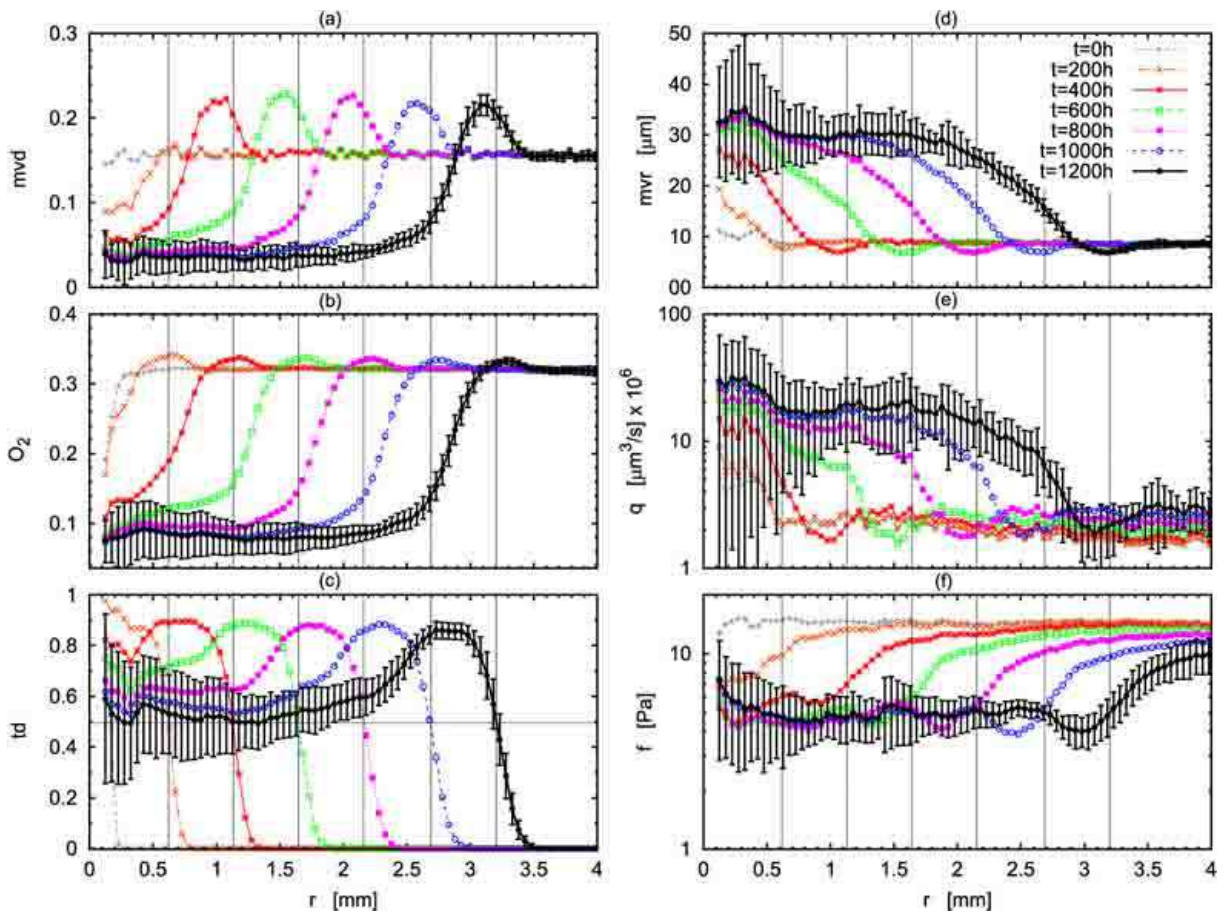 (a)
0.3
0.2
0.1
0
mvd
(b)
0.4
0.3
0.2
0.1
O2
(c)
1
0.8
0.6
0.4
0.2
0
td
0 0.5 1 1.5 2 2.5 3 3.5 4
r [mm]
(d)
50
40
30
20
10
00
mvr [μm]
t=0h
t=200h
t=400h
t=600h
t=800h
t=1000h
t=1200h
(e)
100
10
1
q [μm³/s] x 10⁶
(f)
10
1
f [Pa]
0 0.5 1 1.5 2 2.5 3 3.5 4
r [mm]